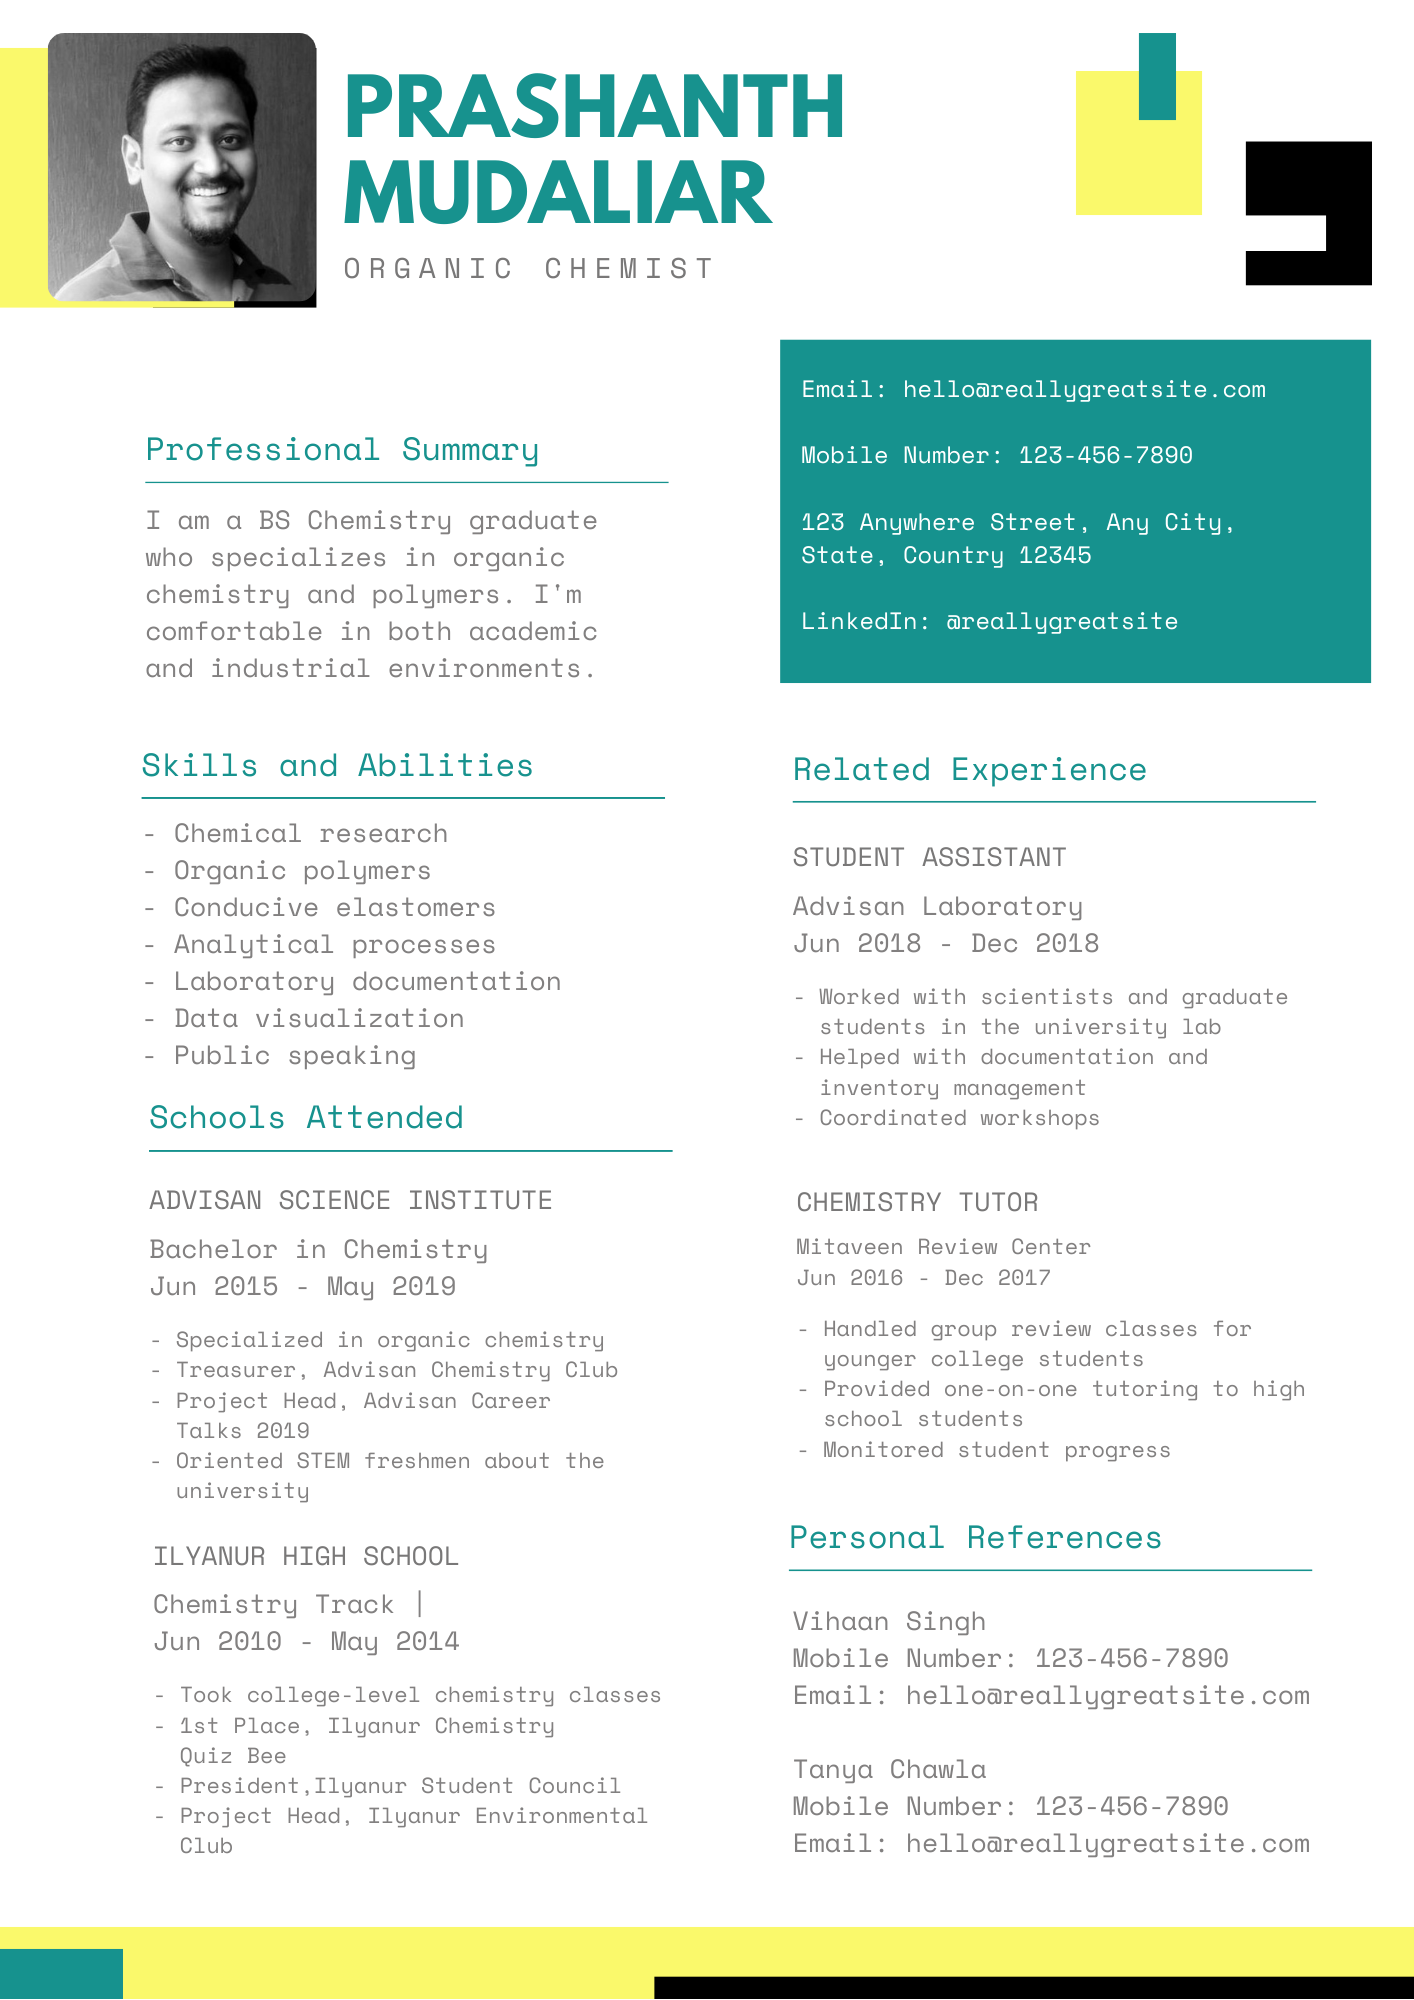 PRASHANTH
MUDALIAR
ORGANIC CHEMIST
Email: hello@reallygreatsite.com
Mobile Number: 123-456-7890
123 Anywhere Street, Any City,
State, Country 12345
LinkedIn: @reallygreatsite
Professional Summary
I am a BS Chemistry graduate
who specializes in organic
chemistry and polymers. I'm
comfortable in both academic
and industrial environments.
Skills and Abilities
- Chemical research
- Organic polymers
- Conducive elastomers
- Analytical processes
- Laboratory documentation
- Data visualization
- Public speaking
Schools Attended
ADVISAN SCIENCE INSTITUTE
Bachelor in Chemistry
Jun 2015 - May 2019
- Specialized in organic chemistry
- Treasurer, Advisan Chemistry Club
- Project Head, Advisan Career
Talks 2019
- Oriented STEM freshmen about the
university
ILYANUR HIGH SCHOOL
Chemistry Track |
Jun 2010 - May 2014
- Took college-level chemistry classes
- 1st Place, Ilyanur Chemistry
Quiz Bee
- President,Ilyanur Student Council
- Project Head, Ilyanur Environmental
Club
Related Experience
STUDENT ASSISTANT
Advisan Laboratory
Jun 2018 - Dec 2018
- Worked with scientists and graduate
students in the university lab
- Helped with documentation and
inventory management
- Coordinated workshops
CHEMISTRY TUTOR
Mitaveen Review Center
Jun 2016 - Dec 2017
- Handled group review classes for
younger college students
- Provided one-on-one tutoring to high
school students
- Monitored student progress
Personal References
Vihaan Singh
Mobile Number: 123-456-7890
Email: hello@reallygreatsite.com
Tanya Chawla
Mobile Number: 123-456-7890
Email: hello@reallygreatsite.com